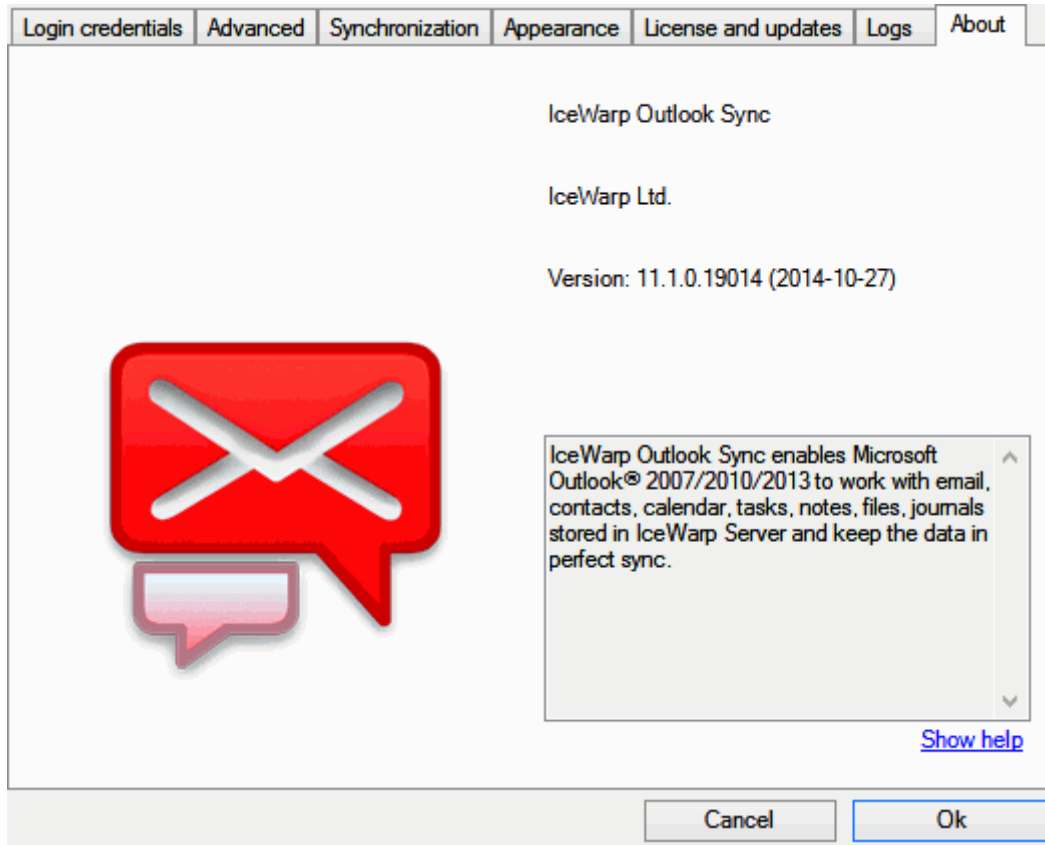 Login credentials Advanced Synchronization Appearance License and updates Logs About
IceWarp Outlook Sync
IceWarp Ltd.
Version: 11.1.0.19014 (2014-10-27)
IceWarp Outlook Sync enables Microsoft
Outlook® 2007/2010/2013 to work with email,
contacts, calendar, tasks, notes, files, journals
stored in IceWarp Server and keep the data in
perfect sync.
Show help
Cancel Ok